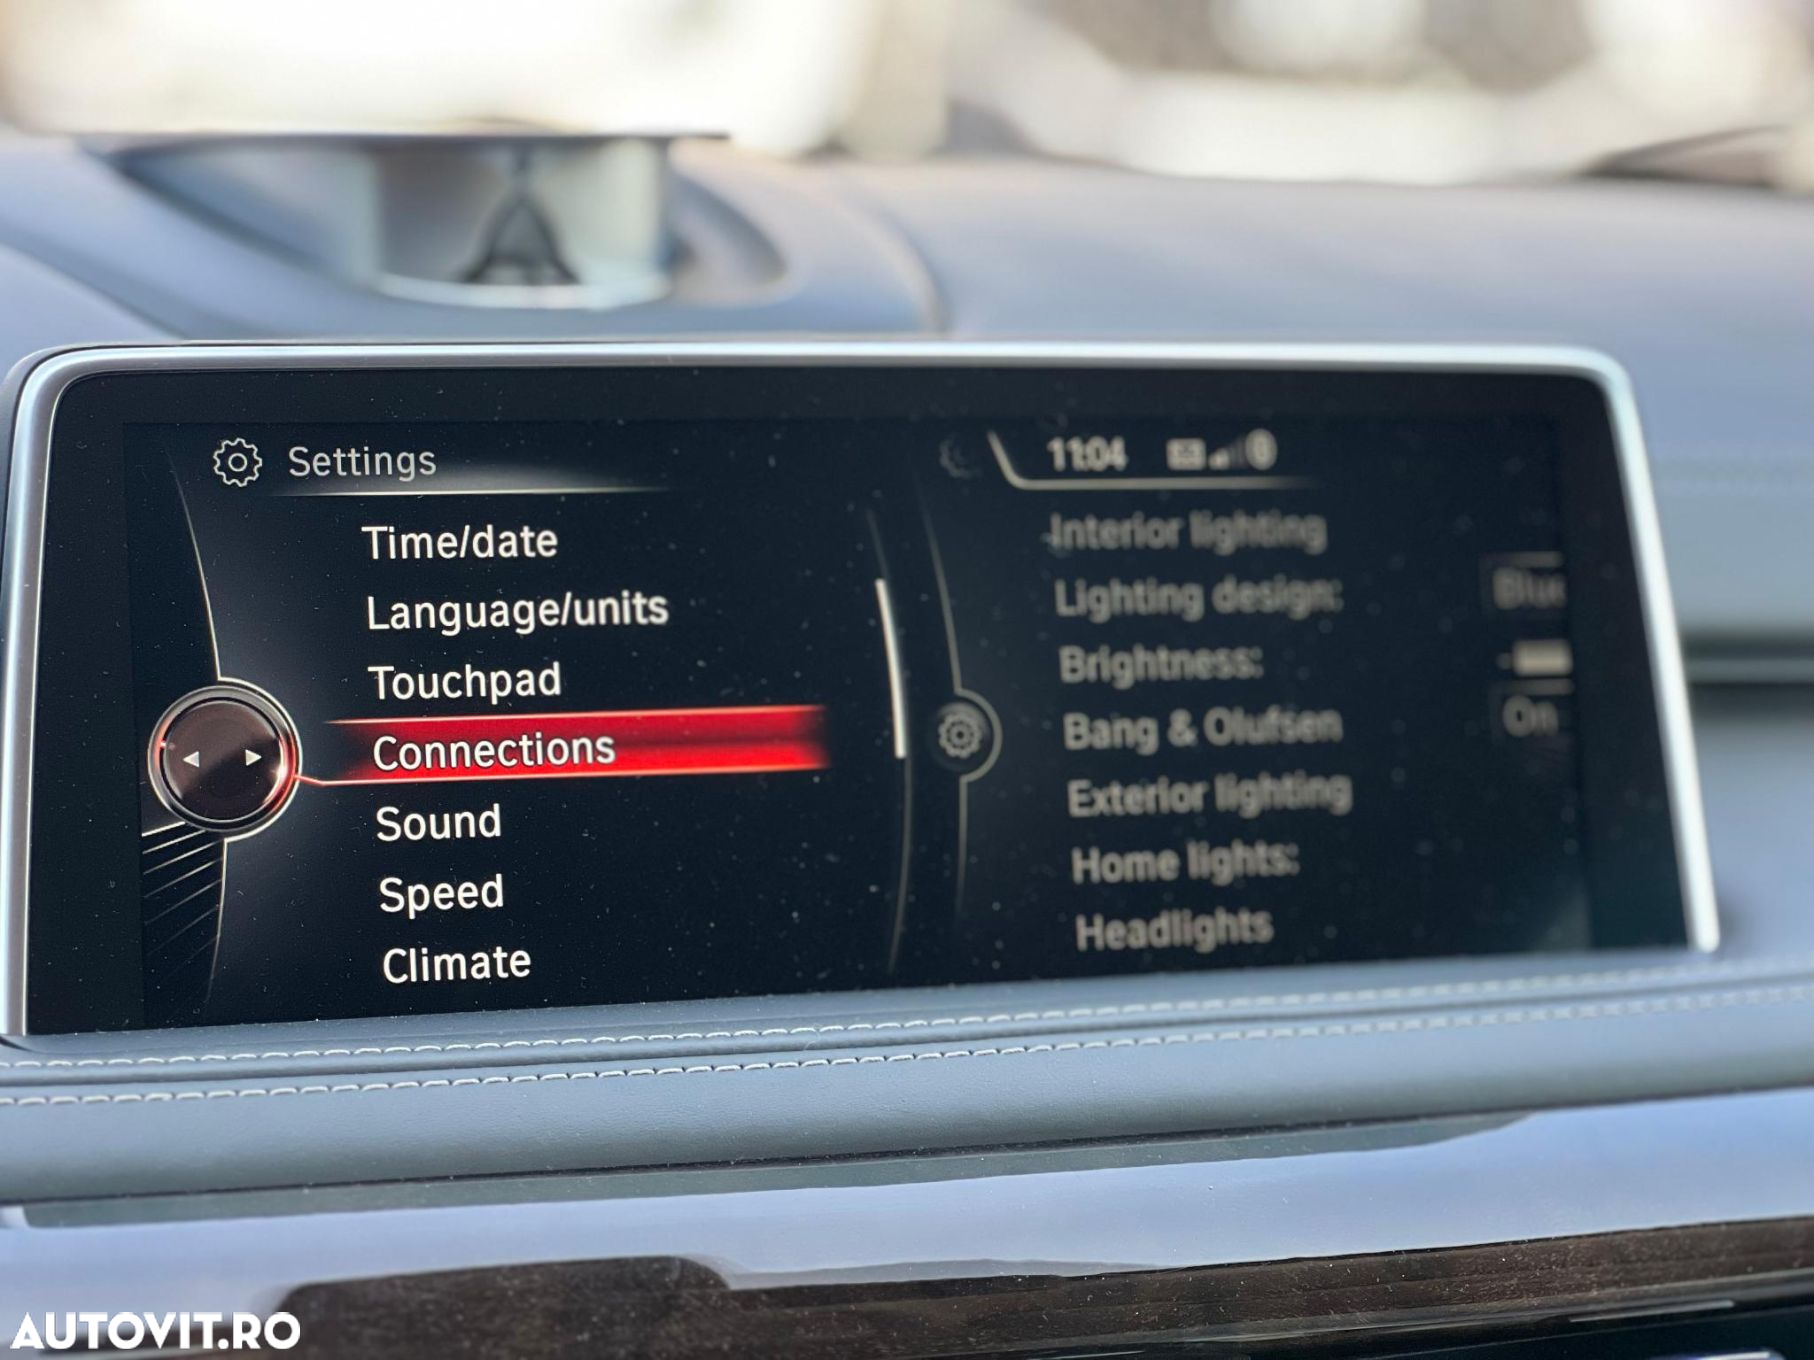 Settings
Time/date
Language/units
Touchpad
Connections
Sound
Speed
Climate
11:04
Interior lighting
Lighting design: Blue
Brightness:
Bang & Olufsen On
Exterior lighting
Home lights:
Headlights
AUTOVIT.RO